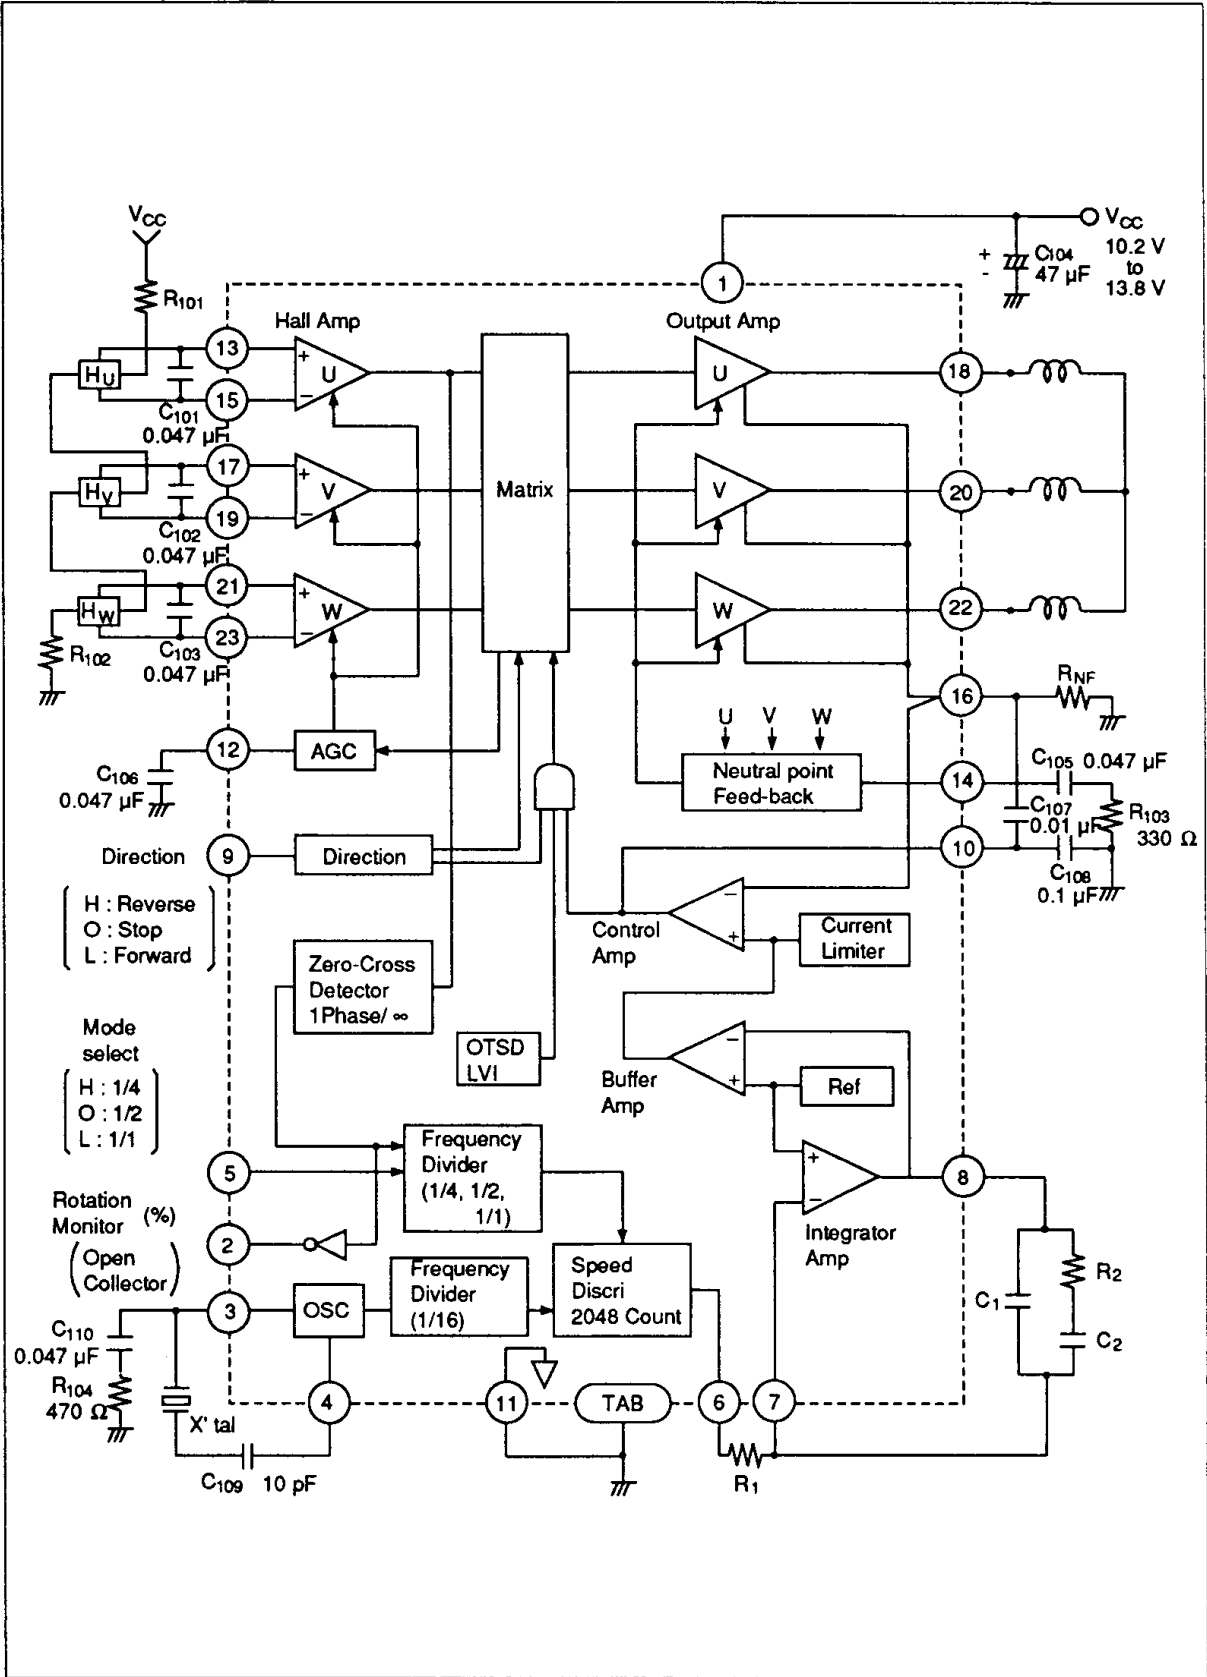 V_CC
R101
Hall Amp
Output Amp
1
V_CC
10.2 V
to
13.8 V
+
-
C104
47 µF
13
H_U
15
C101
0.047 µF
+
U
−
17
H_V
19
C102
0.047 µF
+
V
−
21
H_W
23
C103
0.047 µF
R102
+
W
−
Matrix
U
V
W
18
20
22
16
R_NF
12
C106
0.047 µF
AGC
U V W
Neutral point
Feed-back
14
C105 0.047 µF
C107
0.01 µF
R103
330 Ω
10
C108
0.1 µF
Direction
9
Direction
H : Reverse
O : Stop
L : Forward
Control
Amp
−
+
Current
Limiter
Zero-Cross
Detector
1Phase/ ∞
OTSD
LVI
Buffer
Amp
−
+
Ref
Mode
select
H : 1/4
O : 1/2
L : 1/1
5
Frequency
Divider
(1/4, 1/2,
1/1)
+
−
Integrator
Amp
8
Rotation
Monitor (%)
(Open
Collector)
2
3
OSC
Frequency
Divider
(1/16)
Speed
Discri
2048 Count
C1
R2
C2
C110
0.047 µF
R104
470 Ω
X' tal
4
11
TAB
6
7
C109 10 pF
R1